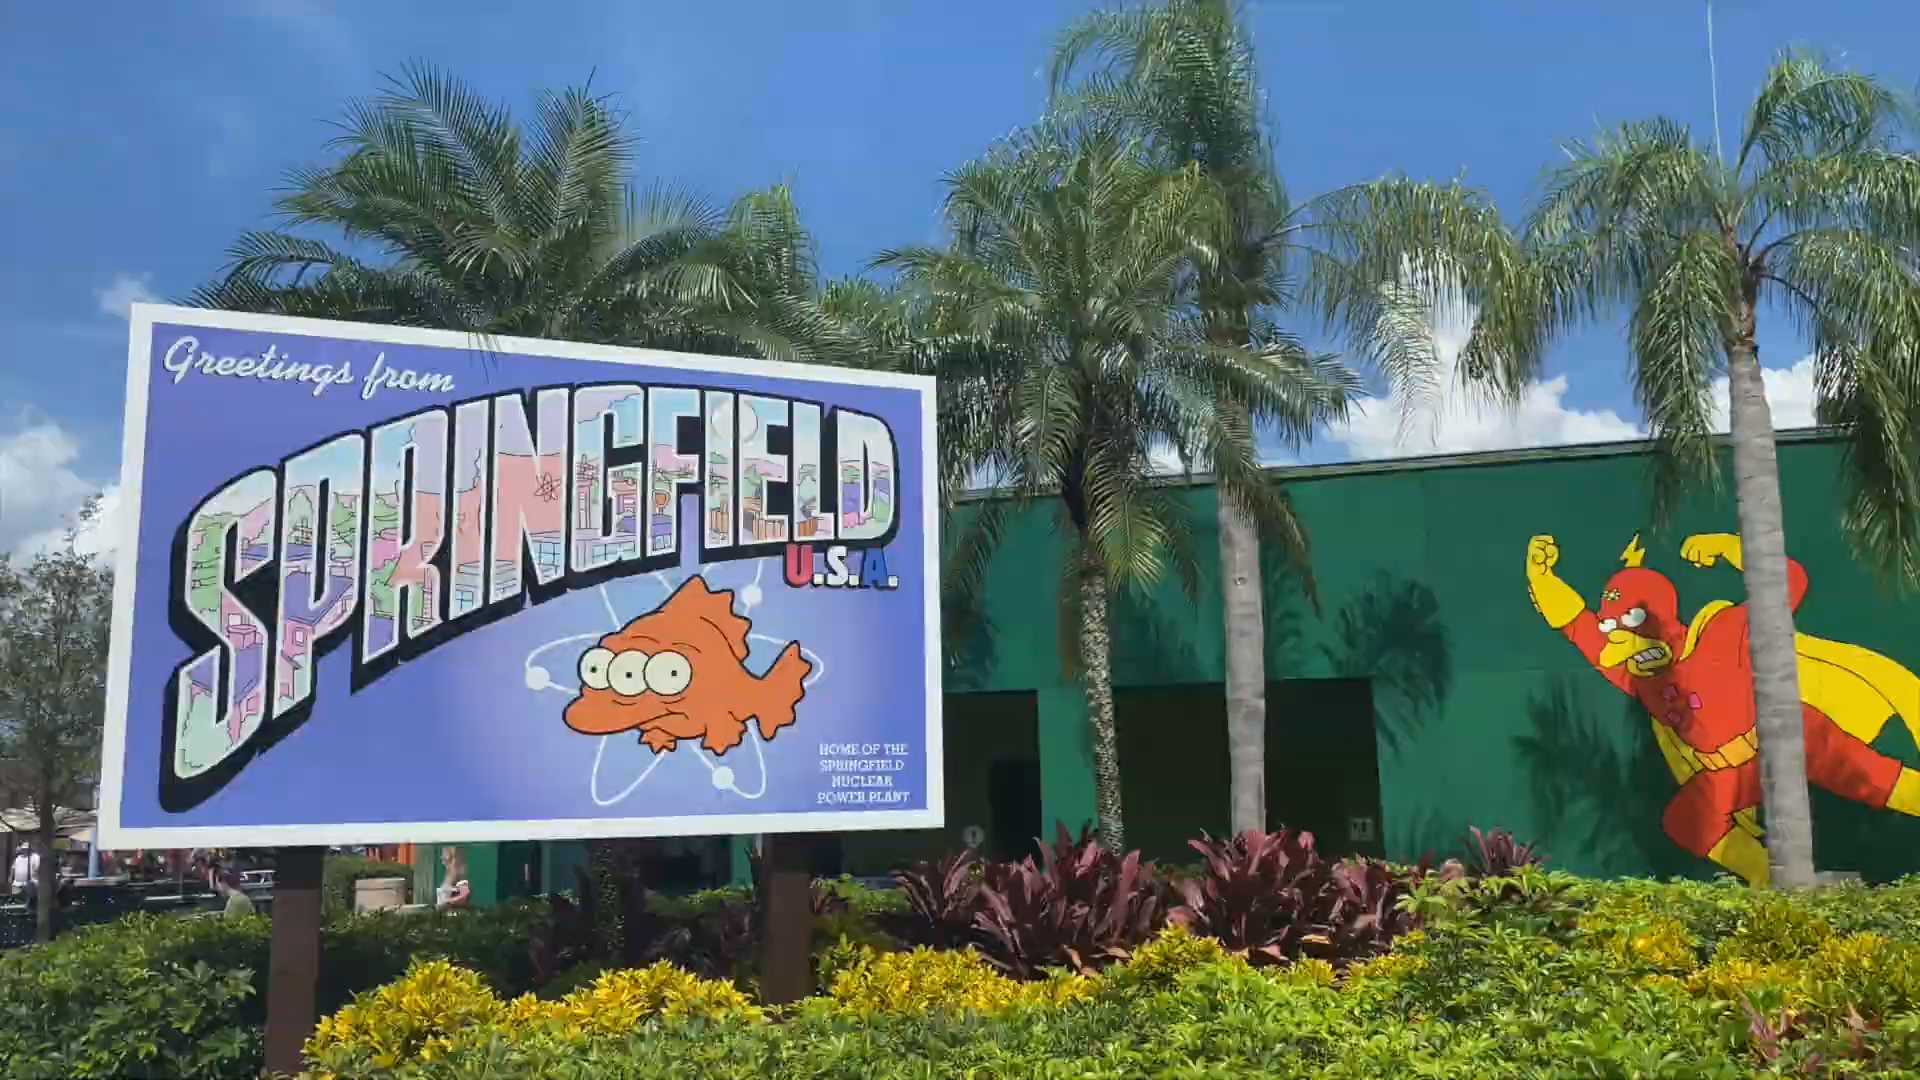 Greetings from
SPRINGFIELD
U.S.A.
HOME OF THE
SPRINGFIELD
NUCLEAR
POWER PLANT